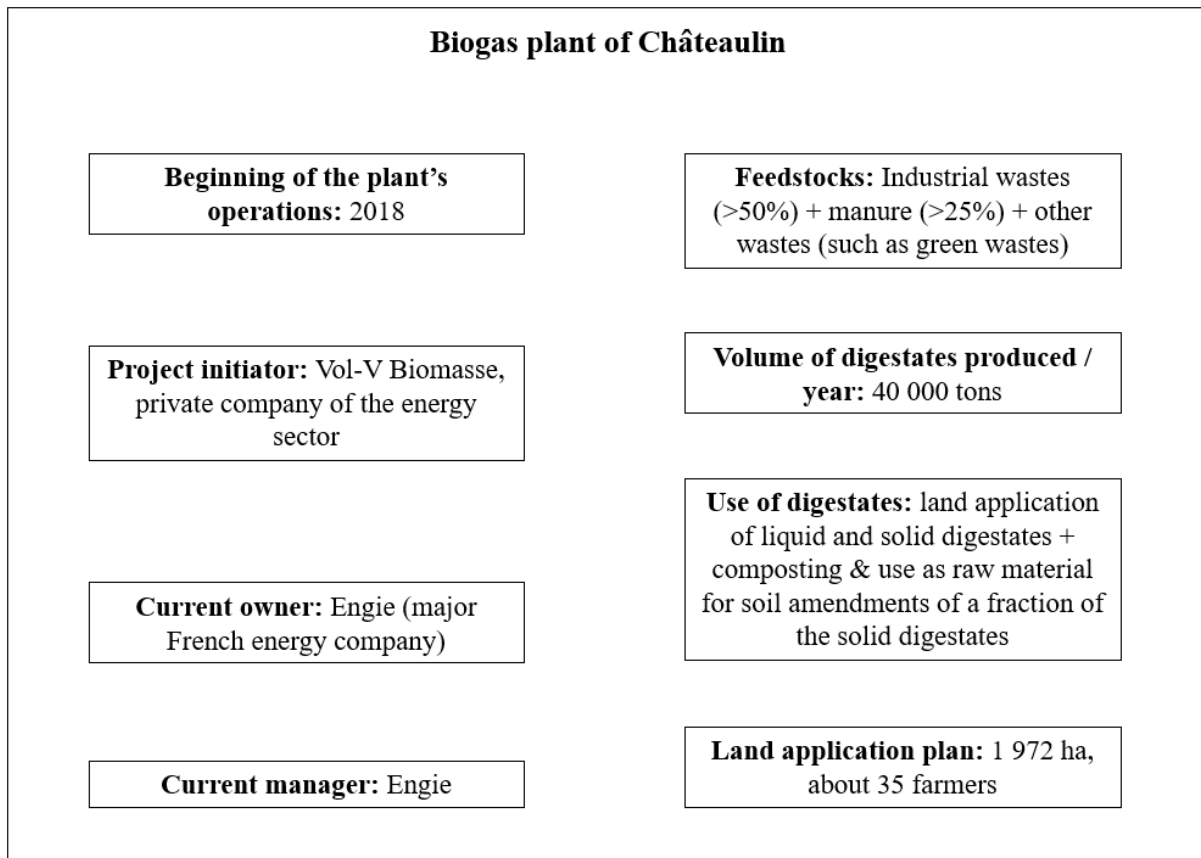 Biogas plant of Châteaulin
Beginning of the plant's
operations: 2018
Project initiator: Vol-V Biomasse,
private company of the energy
sector
Current owner: Engie (major
French energy company)
Current manager: Engie
Feedstocks: Industrial wastes
(>50%) + manure (>25%) + other
wastes (such as green wastes)
Volume of digestates produced /
year: 40 000 tons
Use of digestates: land application
of liquid and solid digestates +
composting & use as raw material
for soil amendments of a fraction of
the solid digestates
Land application plan: 1 972 ha,
about 35 farmers